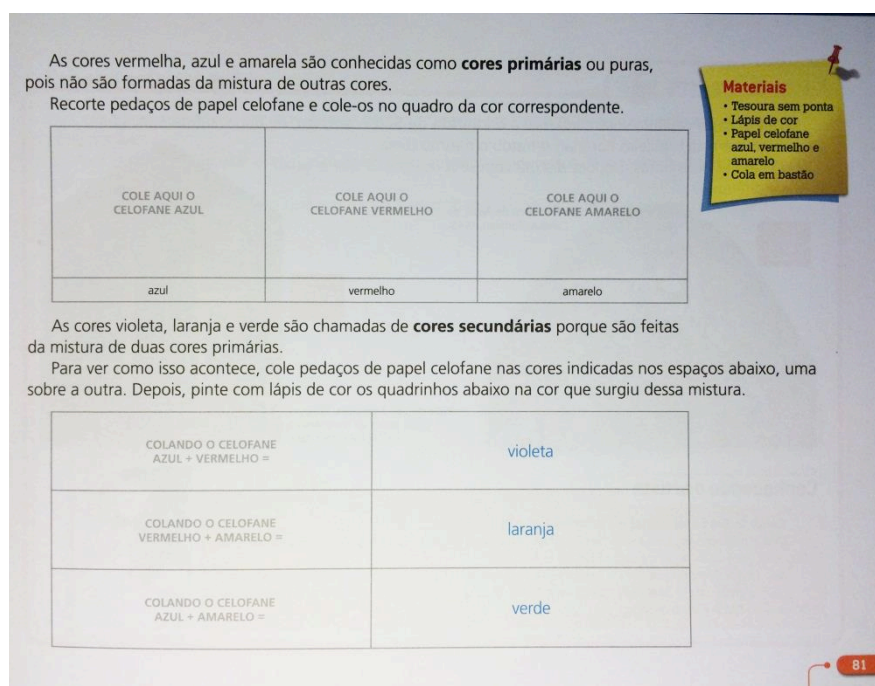 As cores vermelha, azul e amarela são conhecidas como cores primárias ou puras,
pois não são formadas da mistura de outras cores.
Recorte pedaços de papel celofane e cole-os no quadro da cor correspondente.
Materiais
• Tesoura sem ponta
• Lápis de cor
• Papel celofane
azul, vermelho e
amarelo
• Cola em bastão
COLE AQUI O
CELOFANE AZUL
COLE AQUI O
CELOFANE VERMELHO
COLE AQUI O
CELOFANE AMARELO
azul
vermelho
amarelo
As cores violeta, laranja e verde são chamadas de cores secundárias porque são feitas
da mistura de duas cores primárias.
Para ver como isso acontece, cole pedaços de papel celofane nas cores indicadas nos espaços abaixo, uma
sobre a outra. Depois, pinte com lápis de cor os quadrinhos abaixo na cor que surgiu dessa mistura.
COLANDO O CELOFANE
AZUL + VERMELHO =
violeta
COLANDO O CELOFANE
VERMELHO + AMARELO =
laranja
COLANDO O CELOFANE
AZUL + AMARELO =
verde
81